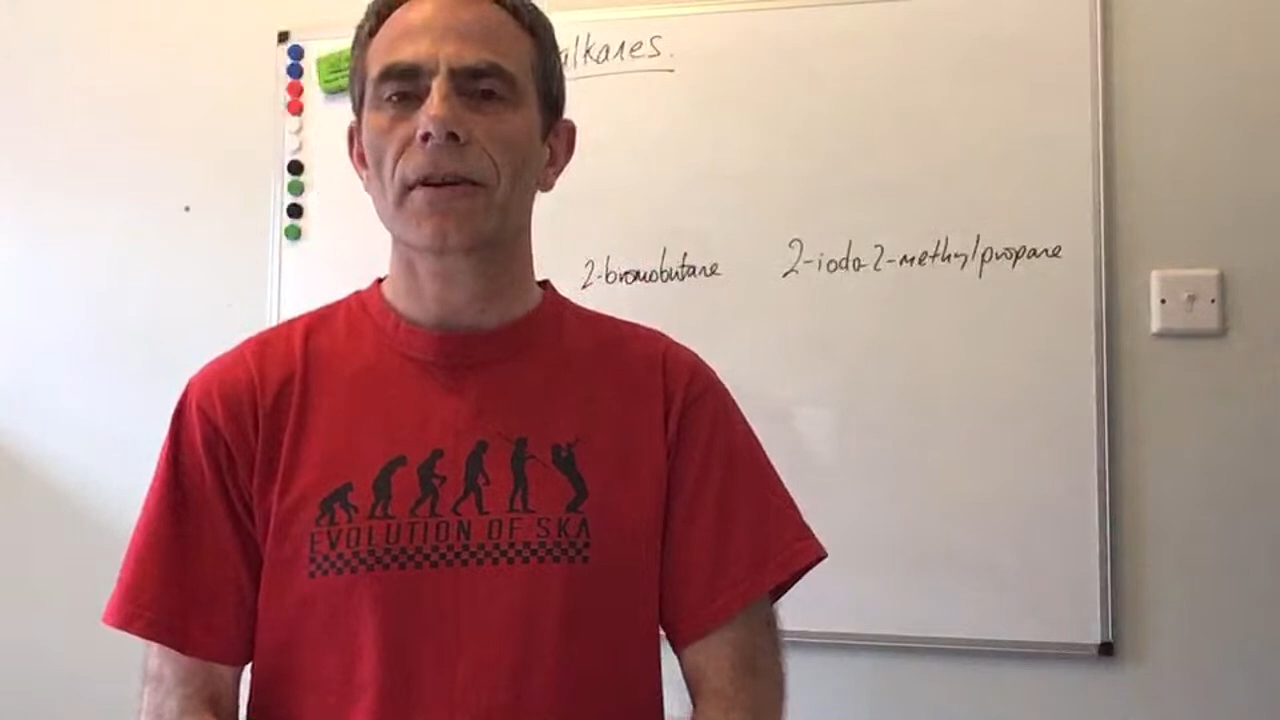 alkanes.
2-bromobutane
2-iodo-2-methylpropane
EVOLUTION OF SKA